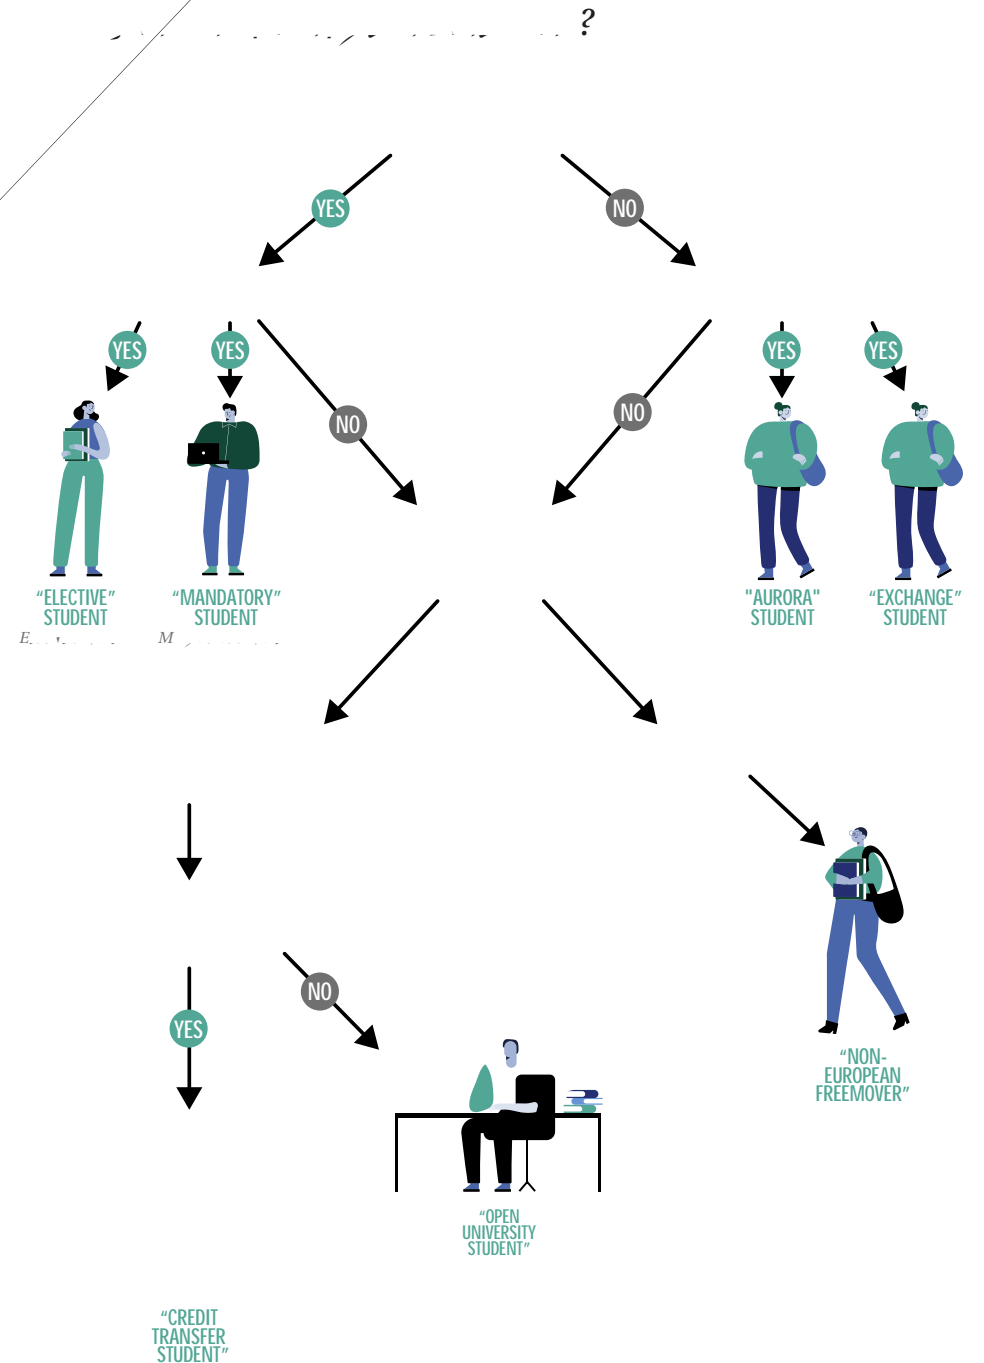 ?
YES
NO
YES
YES
YES
YES
NO
NO
“ELECTIVE”
STUDENT
“MANDATORY”
STUDENT
"AURORA"
STUDENT
“EXCHANGE”
STUDENT
NO
YES
“NON-
EUROPEAN
FREEMOVER”
“OPEN
UNIVERSITY
STUDENT”
“CREDIT
TRANSFER
STUDENT”